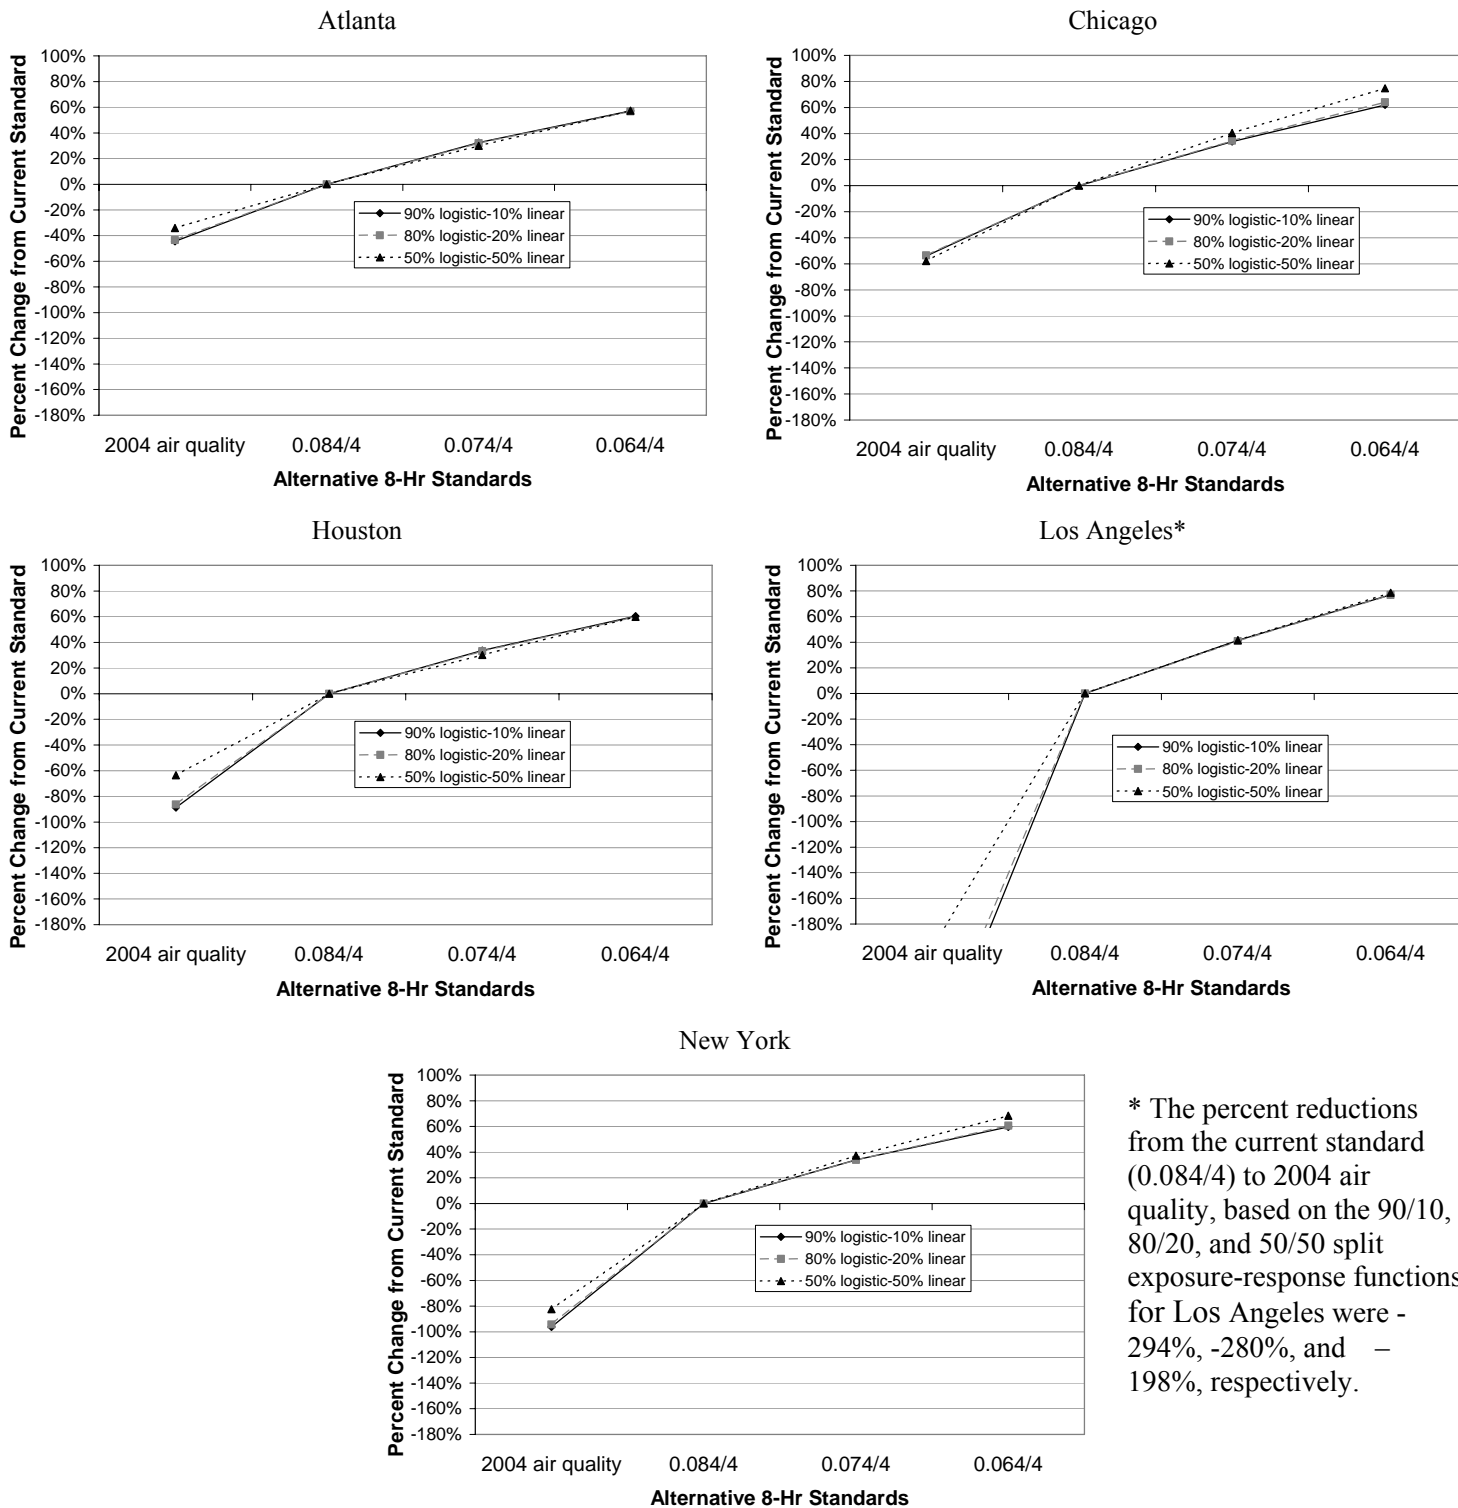 Atlanta
Percent Change from Current Standard
100%
80%
60%
40%
20%
0%
-20%
-40%
-60%
-80%
-100%
-120%
-140%
-160%
-180%
90% logistic-10% linear
80% logistic-20% linear
50% logistic-50% linear
2004 air quality 0.084/4 0.074/4 0.064/4
Alternative 8-Hr Standards
Chicago
Percent Change from Current Standard
100%
80%
60%
40%
20%
0%
-20%
-40%
-60%
-80%
-100%
-120%
-140%
-160%
-180%
90% logistic-10% linear
80% logistic-20% linear
50% logistic-50% linear
2004 air quality 0.084/4 0.074/4 0.064/4
Alternative 8-Hr Standards
Houston
Percent Change from Current Standard
100%
80%
60%
40%
20%
0%
-20%
-40%
-60%
-80%
-100%
-120%
-140%
-160%
-180%
90% logistic-10% linear
80% logistic-20% linear
50% logistic-50% linear
2004 air quality 0.084/4 0.074/4 0.064/4
Alternative 8-Hr Standards
Los Angeles*
Percent Change from Current Standard
100%
80%
60%
40%
20%
0%
-20%
-40%
-60%
-80%
-100%
-120%
-140%
-160%
-180%
90% logistic-10% linear
80% logistic-20% linear
50% logistic-50% linear
2004 air quality 0.084/4 0.074/4 0.064/4
Alternative 8-Hr Standards
New York
Percent Change from Current Standard
100%
80%
60%
40%
20%
0%
-20%
-40%
-60%
-80%
-100%
-120%
-140%
-160%
-180%
90% logistic-10% linear
80% logistic-20% linear
50% logistic-50% linear
2004 air quality 0.084/4 0.074/4 0.064/4
Alternative 8-Hr Standards
* The percent reductions
from the current standard
(0.084/4) to 2004 air
quality, based on the 90/10,
80/20, and 50/50 split
exposure-response functions
for Los Angeles were -
294%, -280%, and –
198%, respectively.